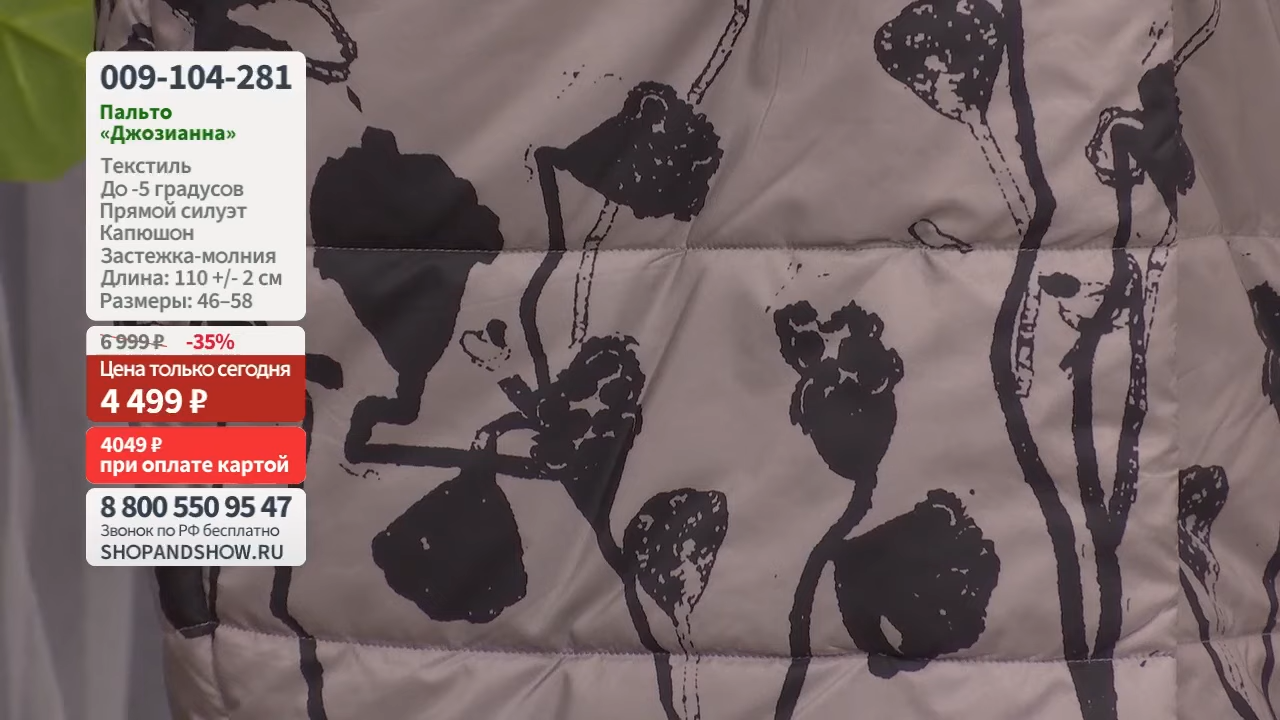 009-104-281
Пальто
«Джозианна»
Текстиль
До -5 градусов
Прямой силуэт
Капюшон
Застежка-молния
Длина: 110 +/- 2 см
Размеры: 46–58
6 999 ₽ -35%
Цена только сегодня
4 499 ₽
4049 ₽
при оплате картой
8 800 550 95 47
Звонок по РФ бесплатно
SHOPANDSHOW.RU